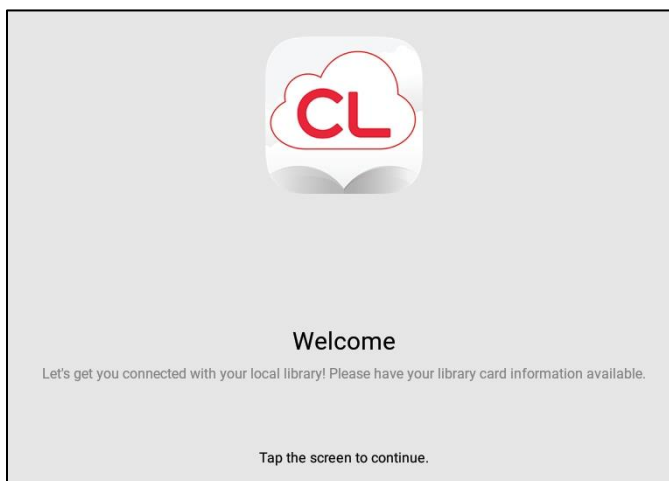 CL
Welcome
Let's get you connected with your local library! Please have your library card information available.
Tap the screen to continue.